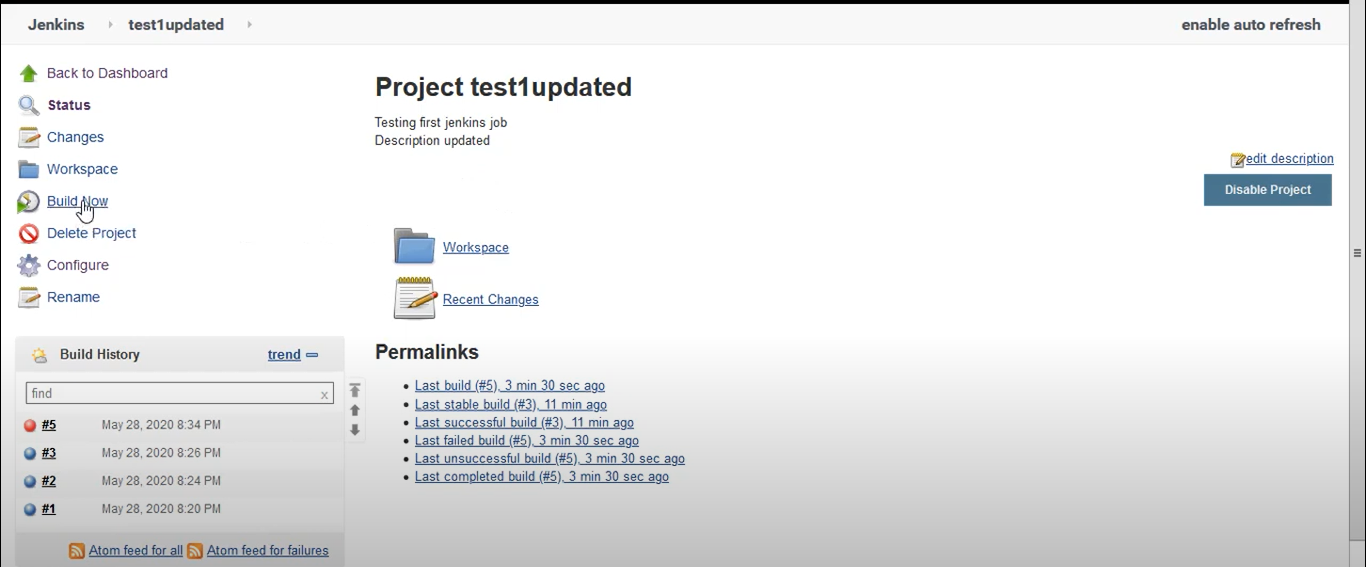 Jenkins test1updated enable auto refresh
Back to Dashboard
Status
Changes
Workspace
Build Now
Delete Project
Configure
Rename
Project test1updated
Testing first jenkins job
Description updated
edit description
Disable Project
Workspace
Recent Changes
Build History trend
find x
#5 May 28, 2020 8:34 PM
#3 May 28, 2020 8:26 PM
#2 May 28, 2020 8:24 PM
#1 May 28, 2020 8:20 PM
Atom feed for all Atom feed for failures
Permalinks
Last build (#5), 3 min 30 sec ago
Last stable build (#3), 11 min ago
Last successful build (#3), 11 min ago
Last failed build (#5), 3 min 30 sec ago
Last unsuccessful build (#5), 3 min 30 sec ago
Last completed build (#5), 3 min 30 sec ago